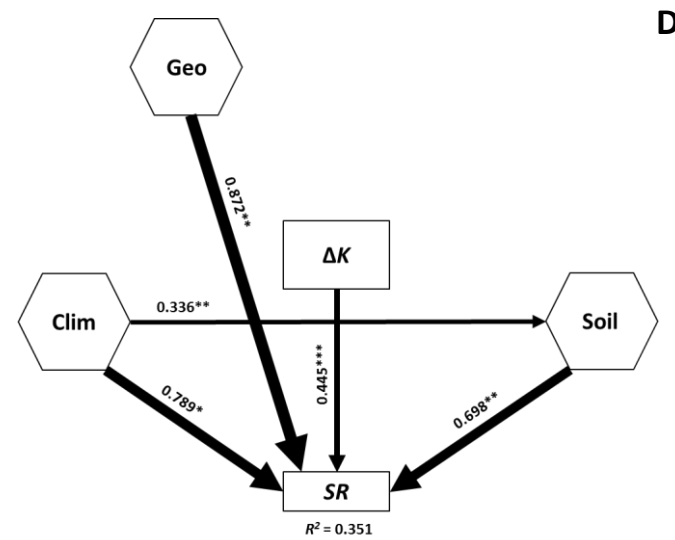 D
Geo
0.872**
ΔK
Clim
0.336**
Soil
0.445***
0.789*
0.698**
SR
R² = 0.351